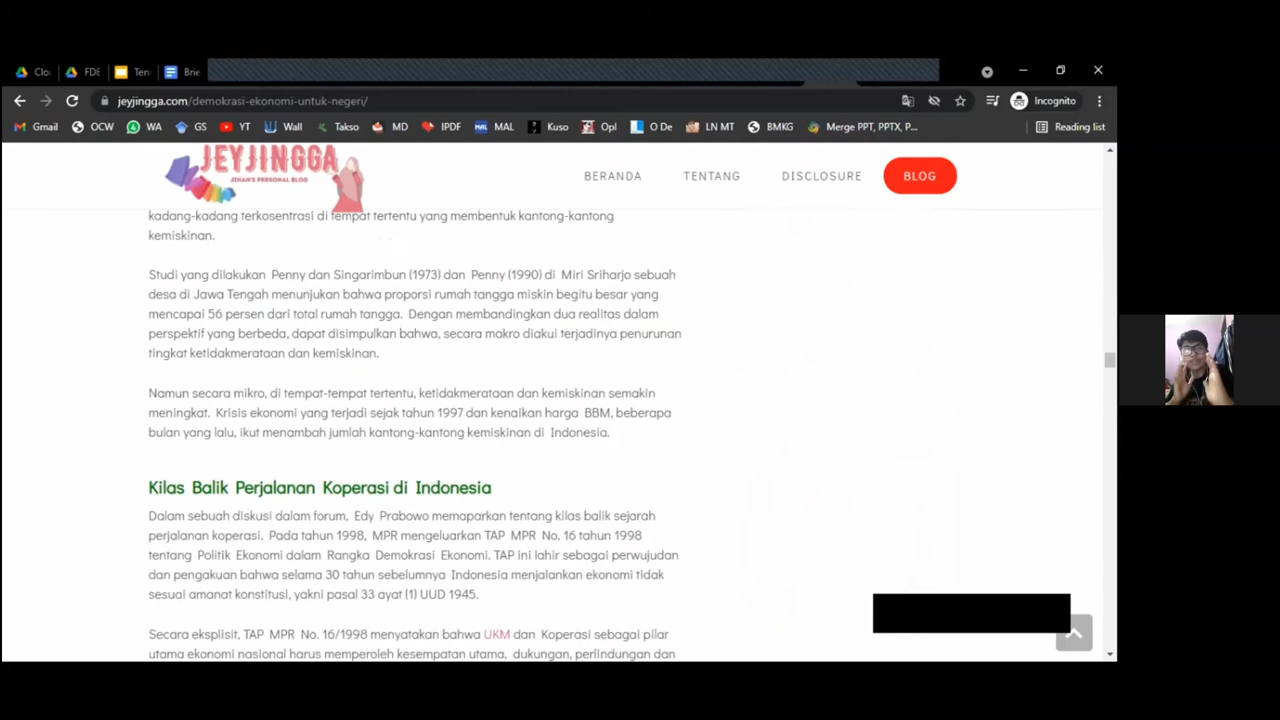 Clo
FDE
Ten
Brie
jeyjingga.com/demokrasi-ekonomi-untuk-negeri/
Incognito
Gmail
OCW
WA
GS
YT
Wall
Takso
MD
IPDF
MAL
Kuso
Opl
O De
LN MT
BMKG
Merge PPT, PPTX, P...
Reading list
JEYJINGGA
JIHAN'S PERSONAL BLOG
BERANDA
TENTANG
DISCLOSURE
BLOG
kadang-kadang terkosentrasi di tempat tertentu yang membentuk kantong-kantong
kemiskinan.
Studi yang dilakukan Penny dan Singarimbun (1973) dan Penny (1990) di Miri Sriharjo sebuah
desa di Jawa Tengah menunjukan bahwa proporsi rumah tangga miskin begitu besar yang
mencapai 56 persen dari total rumah tangga. Dengan membandingkan dua realitas dalam
perspektif yang berbeda, dapat disimpulkan bahwa, secara makro diakui terjadinya penurunan
tingkat ketidakmerataan dan kemiskinan.
Namun secara mikro, di tempat-tempat tertentu, ketidakmerataan dan kemiskinan semakin
meningkat. Krisis ekonomi yang terjadi sejak tahun 1997 dan kenaikan harga BBM, beberapa
bulan yang lalu, ikut menambah jumlah kantong-kantong kemiskinan di Indonesia.
Kilas Balik Perjalanan Koperasi di Indonesia
Dalam sebuah diskusi dalam forum, Edy Prabowo memaparkan tentang kilas balik sejarah
perjalanan koperasi. Pada tahun 1998, MPR mengeluarkan TAP MPR No. 16 tahun 1998
tentang Politik Ekonomi dalam Rangka Demokrasi Ekonomi. TAP ini lahir sebagai perwujudan
dan pengakuan bahwa selama 30 tahun sebelumnya Indonesia menjalankan ekonomi tidak
sesuai amanat konstitusi, yakni pasal 33 ayat (1) UUD 1945.
Secara eksplisit, TAP MPR No. 16/1998 menyatakan bahwa UKM dan Koperasi sebagai pilar
utama ekonomi nasional harus memperoleh kesempatan utama, dukungan, perlindungan dan